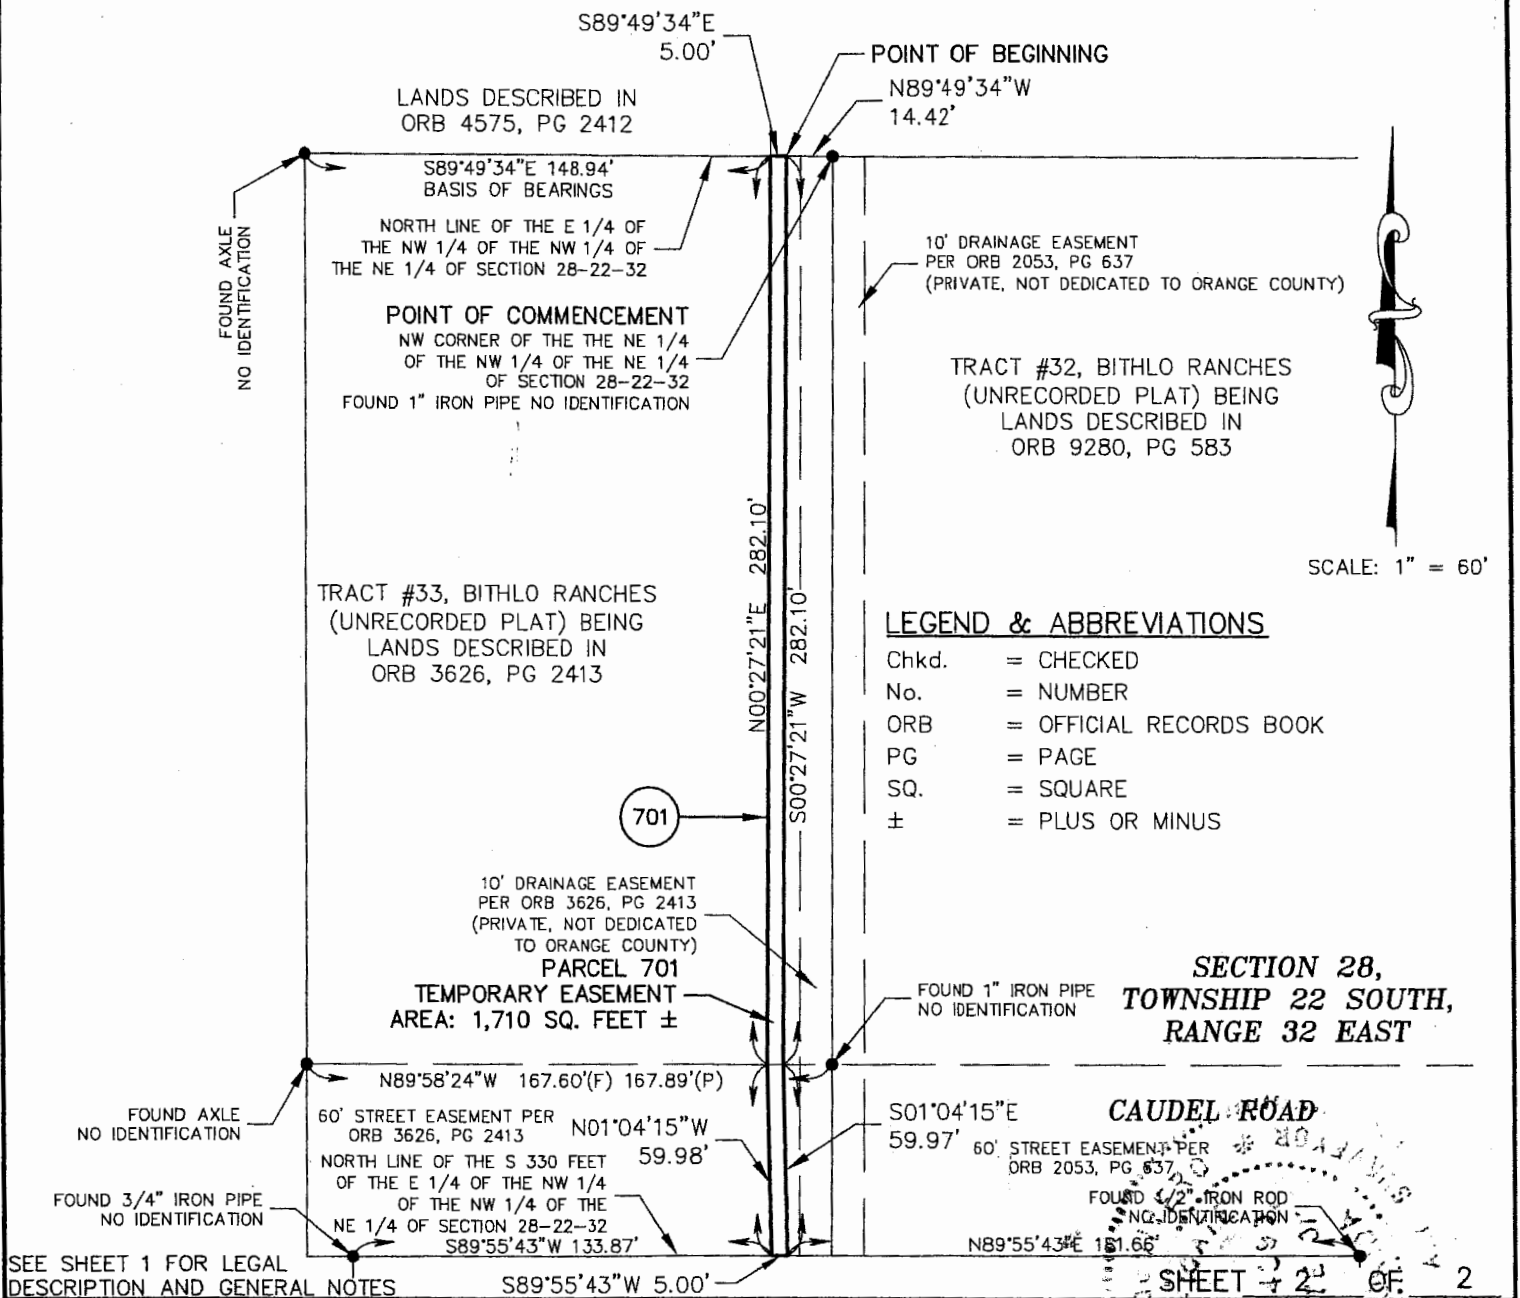 S89°49'34"E
5.00'
POINT OF BEGINNING
N89°49'34"W
14.42'
LANDS DESCRIBED IN
ORB 4575, PG 2412
S89°49'34"E 148.94'
BASIS OF BEARINGS
FOUND AXLE
NO IDENTIFICATION
NORTH LINE OF THE E 1/4 OF
THE NW 1/4 OF THE NW 1/4 OF
THE NE 1/4 OF SECTION 28-22-32
10' DRAINAGE EASEMENT
PER ORB 2053, PG 637
(PRIVATE, NOT DEDICATED TO ORANGE COUNTY)
POINT OF COMMENCEMENT
NW CORNER OF THE THE NE 1/4
OF THE NW 1/4 OF THE NE 1/4
OF SECTION 28-22-32
FOUND 1" IRON PIPE NO IDENTIFICATION
TRACT #32, BITHLO RANCHES
(UNRECORDED PLAT) BEING
LANDS DESCRIBED IN
ORB 9280, PG 583
SCALE: 1" = 60'
N00°27'21"E 282.10'
S00°27'21"W 282.10'
TRACT #33, BITHLO RANCHES
(UNRECORDED PLAT) BEING
LANDS DESCRIBED IN
ORB 3626, PG 2413
LEGEND & ABBREVIATIONS
Chkd. = CHECKED
No. = NUMBER
ORB = OFFICIAL RECORDS BOOK
PG = PAGE
SQ. = SQUARE
± = PLUS OR MINUS
701
10' DRAINAGE EASEMENT
PER ORB 3626, PG 2413
(PRIVATE, NOT DEDICATED
TO ORANGE COUNTY)
PARCEL 701
TEMPORARY EASEMENT
AREA: 1,710 SQ. FEET ±
FOUND 1" IRON PIPE
NO IDENTIFICATION
SECTION 28,
TOWNSHIP 22 SOUTH,
RANGE 32 EAST
N89°58'24"W 167.60'(F) 167.89'(P)
FOUND AXLE
NO IDENTIFICATION
60' STREET EASEMENT PER
ORB 3626, PG 2413
N01°04'15"W
59.98'
S01°04'15"E
59.97'
CAUDEL ROAD
60' STREET EASEMENT PER
ORB 2053, PG 637
NORTH LINE OF THE S 330 FEET
OF THE E 1/4 OF THE NW 1/4
OF THE NW 1/4 OF THE
NE 1/4 OF SECTION 28-22-32
FOUND 3/4" IRON PIPE
NO IDENTIFICATION
FOUND 1/2" IRON ROD
NO IDENTIFICATION
S89°55'43"W 133.87'
N89°55'43"E
SEE SHEET 1 FOR LEGAL
DESCRIPTION AND GENERAL NOTES
S89°55'43"W 5.00'
SHEET 2 OF 2